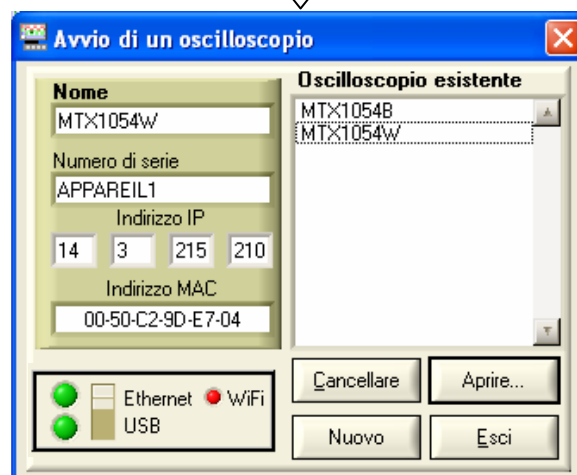 Avvio di un oscilloscopio
Nome
MTX1054W
Numero di serie
APPAREIL1
Indirizzo IP
14 3 215 210
Indirizzo MAC
00-50-C2-9D-E7-04
Oscilloscopio esistente
MTX1054B
MTX1054W
Ethernet WiFi
USB
Cancellare Aprire...
Nuovo Esci